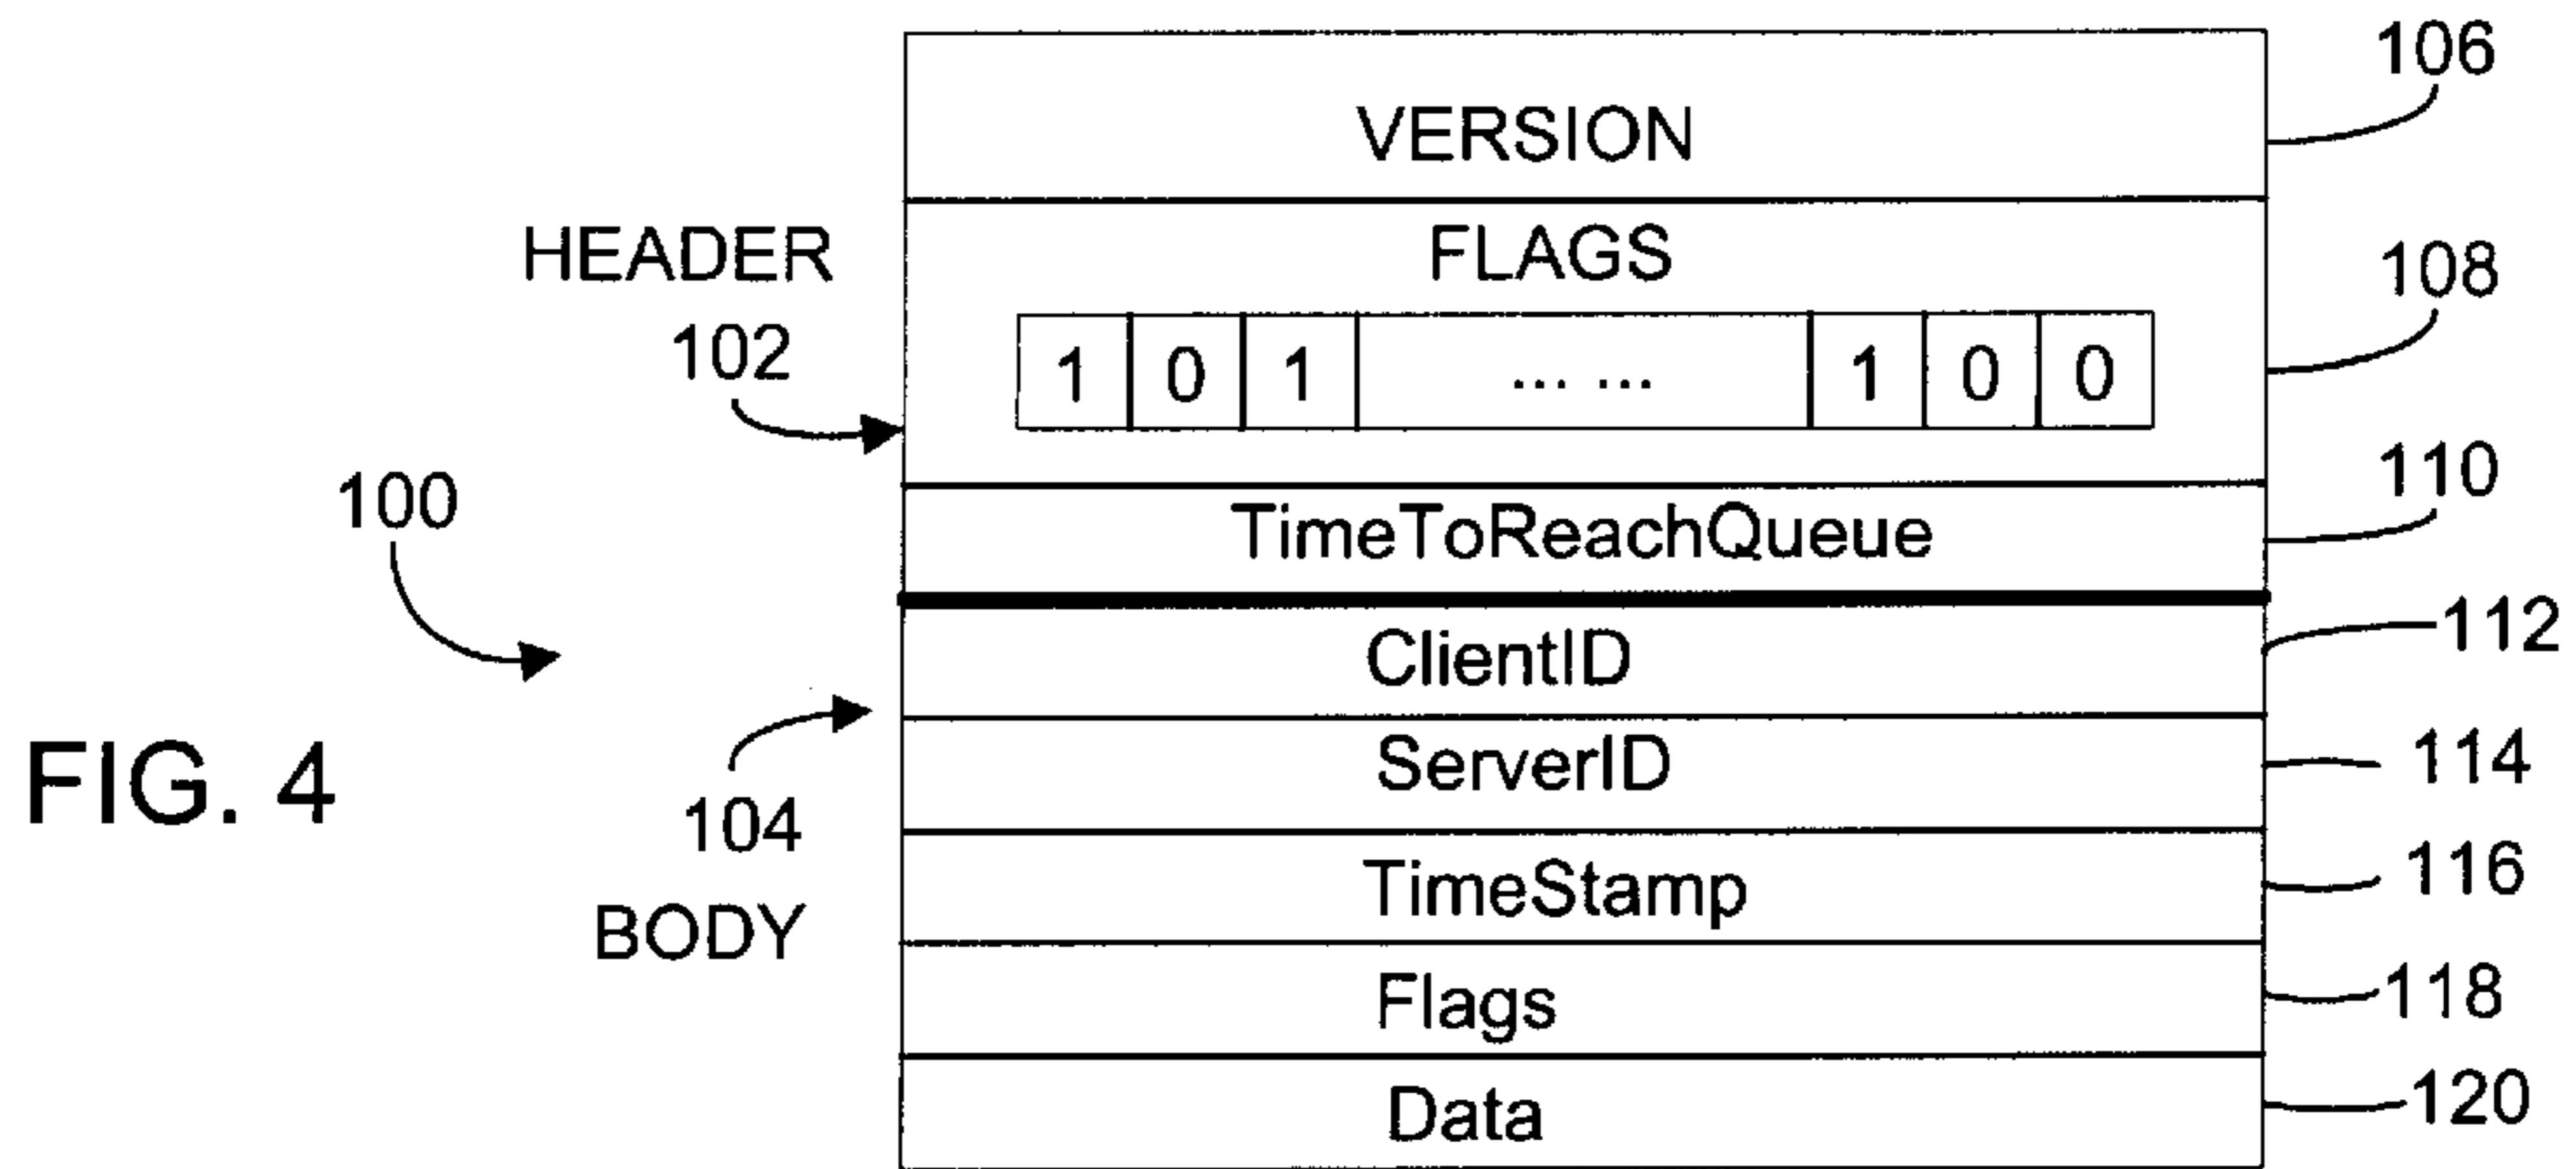 106
VERSION
HEADER
FLAGS
108
102
1 0 1 ... ... 1 0 0
110
100
TimeToReachQueue
112
ClientID
114
ServerID
FIG. 4
104
116
TimeStamp
BODY
118
Flags
120
Data